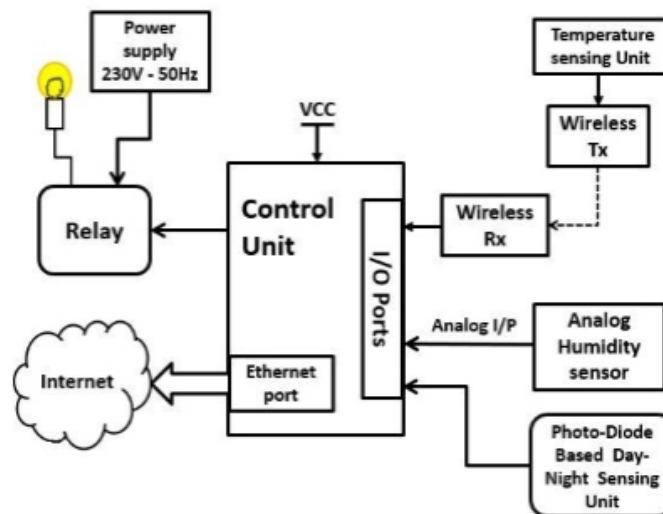 Power
supply
230V - 50Hz
Temperature
sensing Unit
VCC
Wireless
Tx
Control
Unit
Relay
Wireless
Rx
I/O Ports
Analog I/P
Analog
Humidity
sensor
Internet
Ethernet
port
Photo-Diode
Based Day-
Night Sensing
Unit